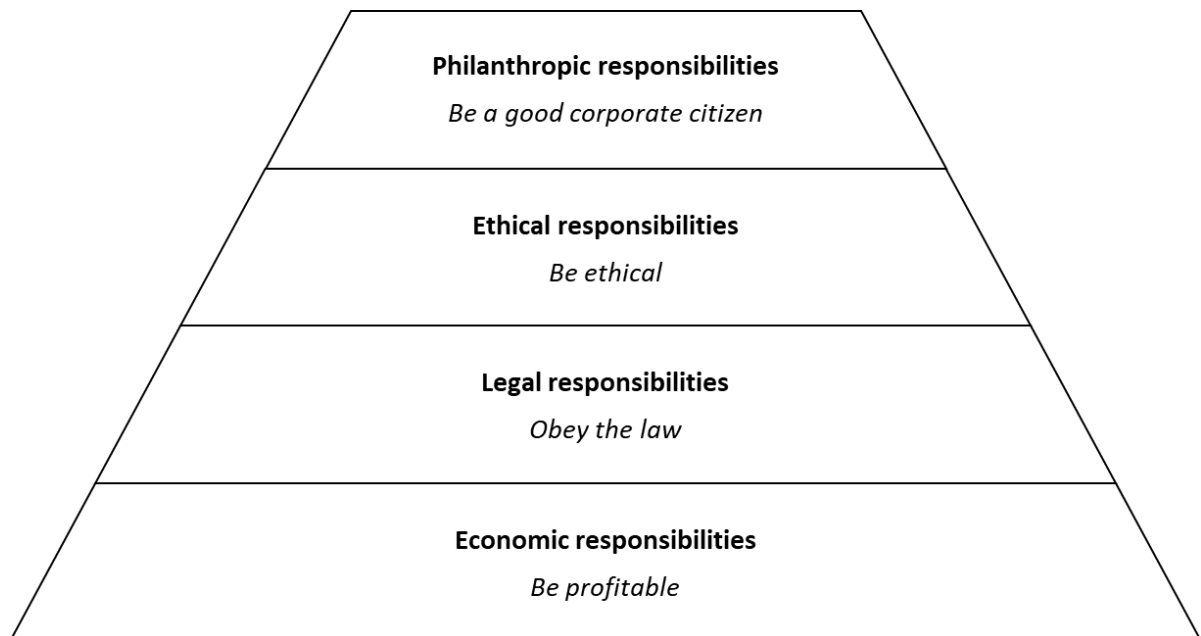 Philanthropic responsibilities
Be a good corporate citizen
Ethical responsibilities
Be ethical
Legal responsibilities
Obey the law
Economic responsibilities
Be profitable